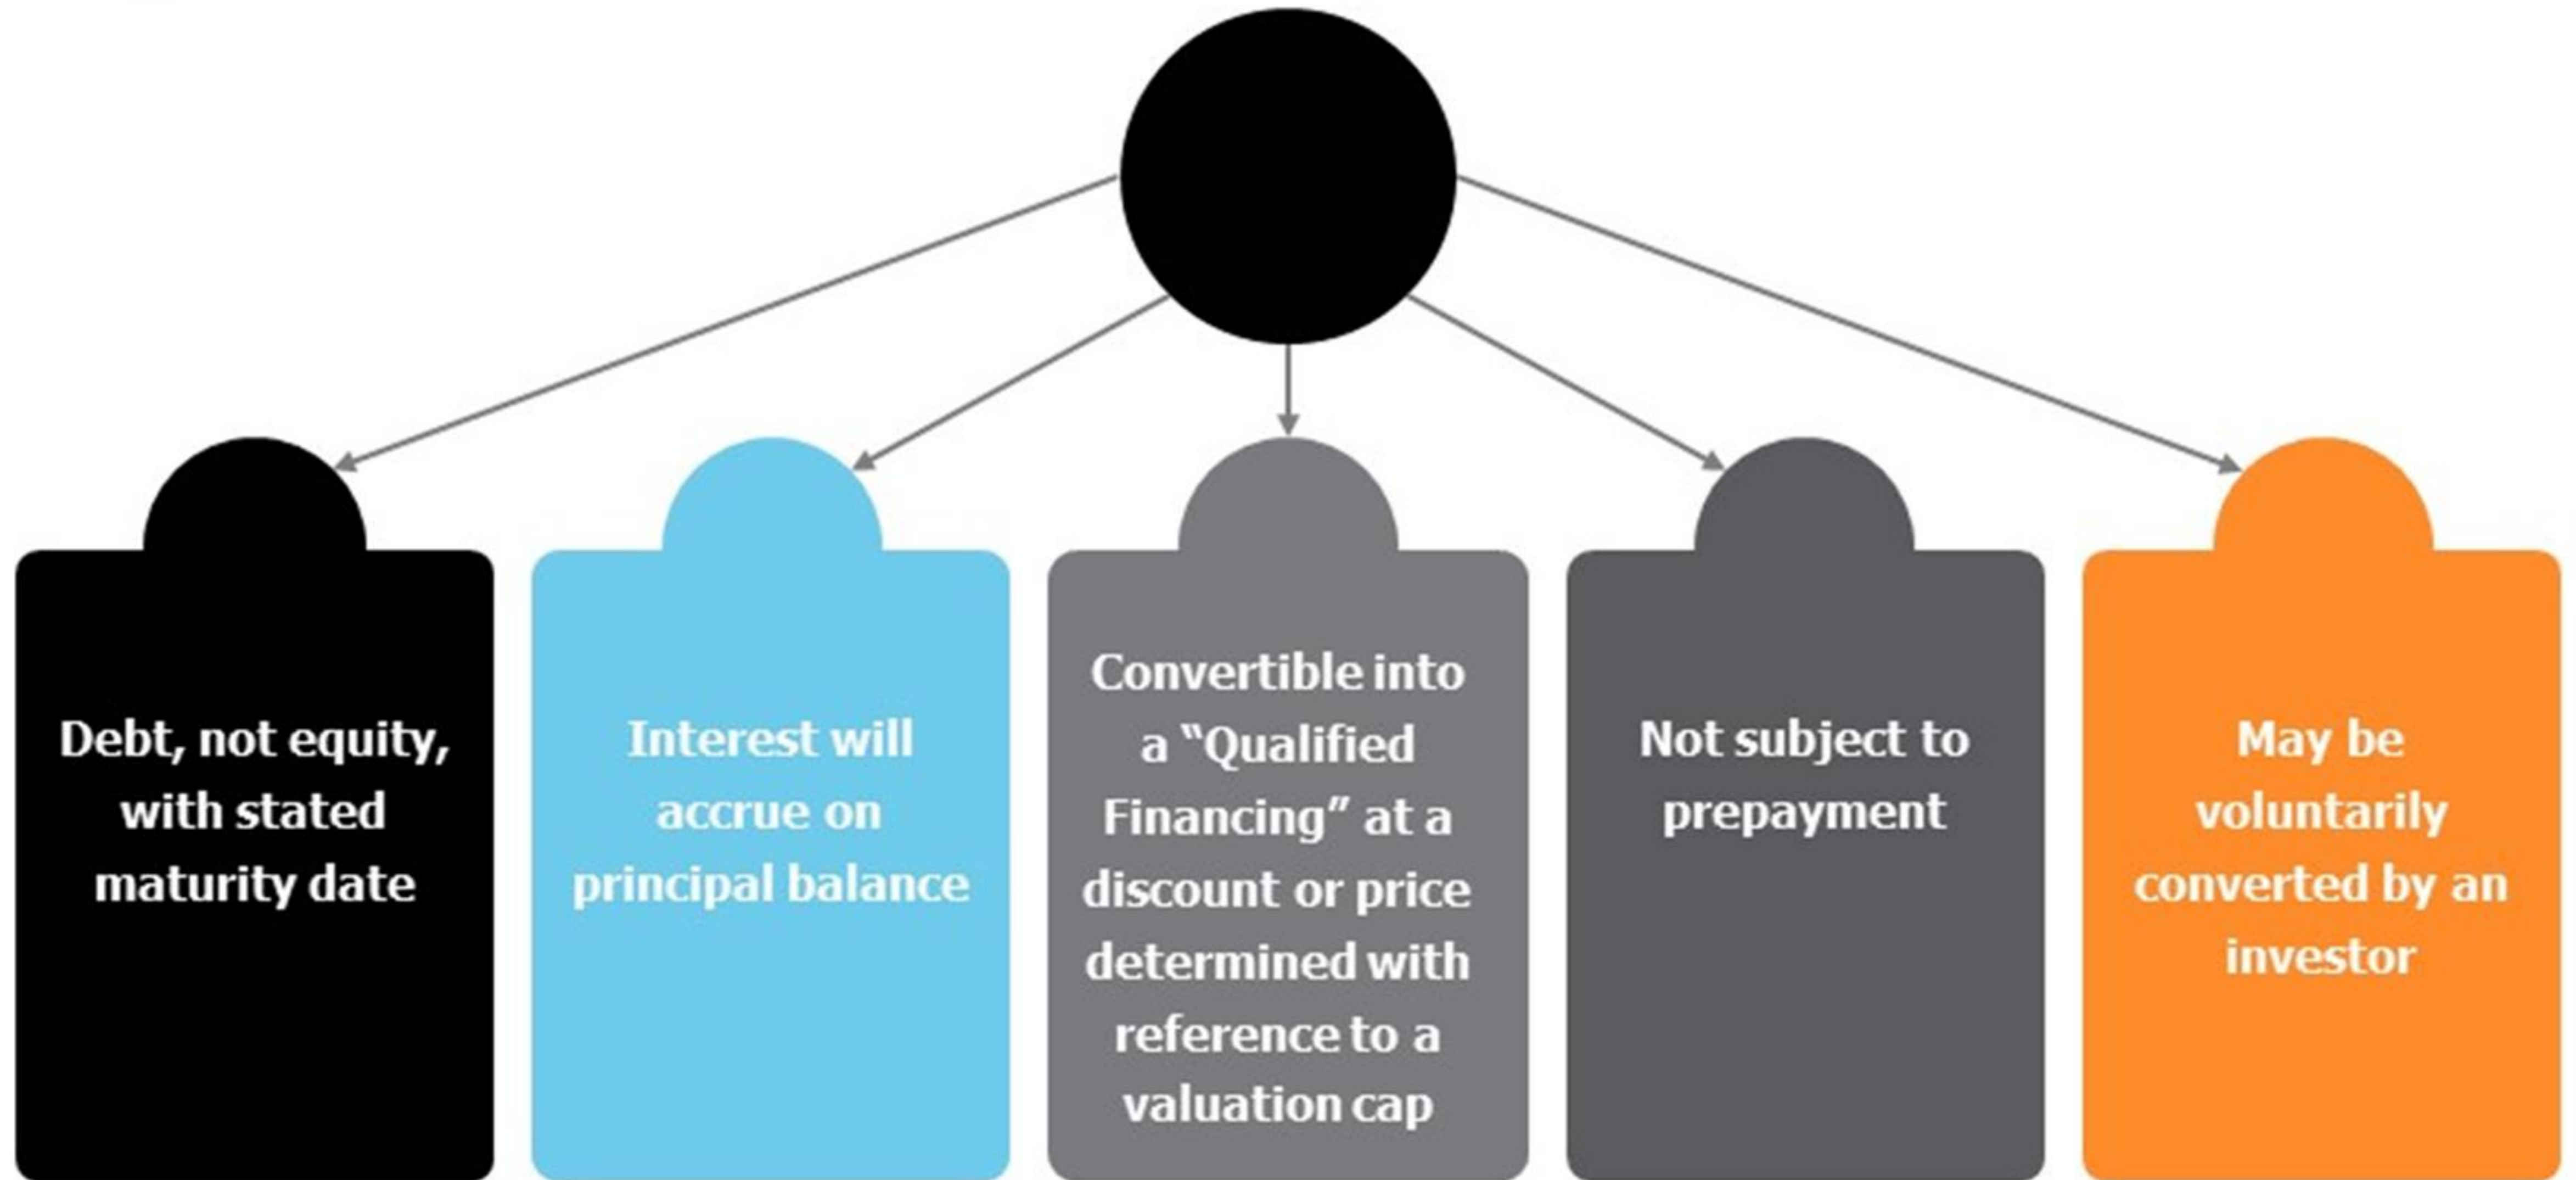 Debt, not equity,
with stated
maturity date
Interest will
accrue on
principal balance
Convertible into
a “Qualified
Financing” at a
discount or price
determined with
reference to a
valuation cap
Not subject to
prepayment
May be
voluntarily
converted by an
investor